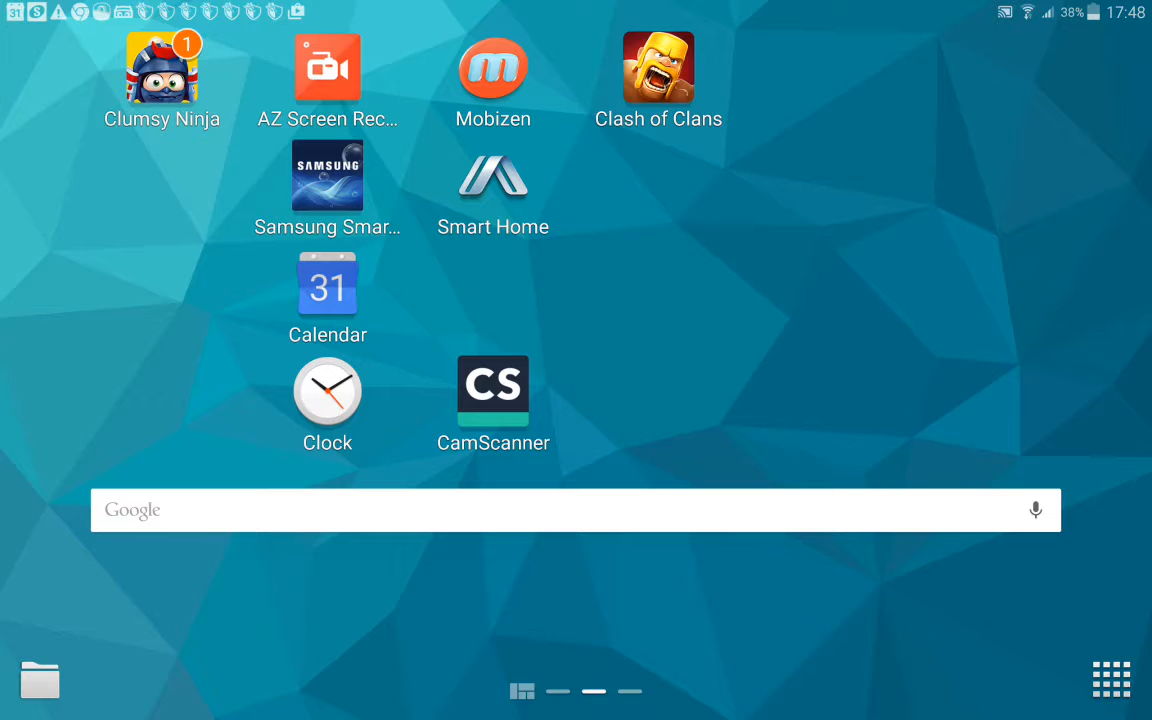 31 S 38% 17:48
1
m
Clumsy Ninja AZ Screen Rec... Mobizen Clash of Clans
SAMSUNG
Samsung Smar... Smart Home
31
Calendar
CS
Clock CamScanner
Google